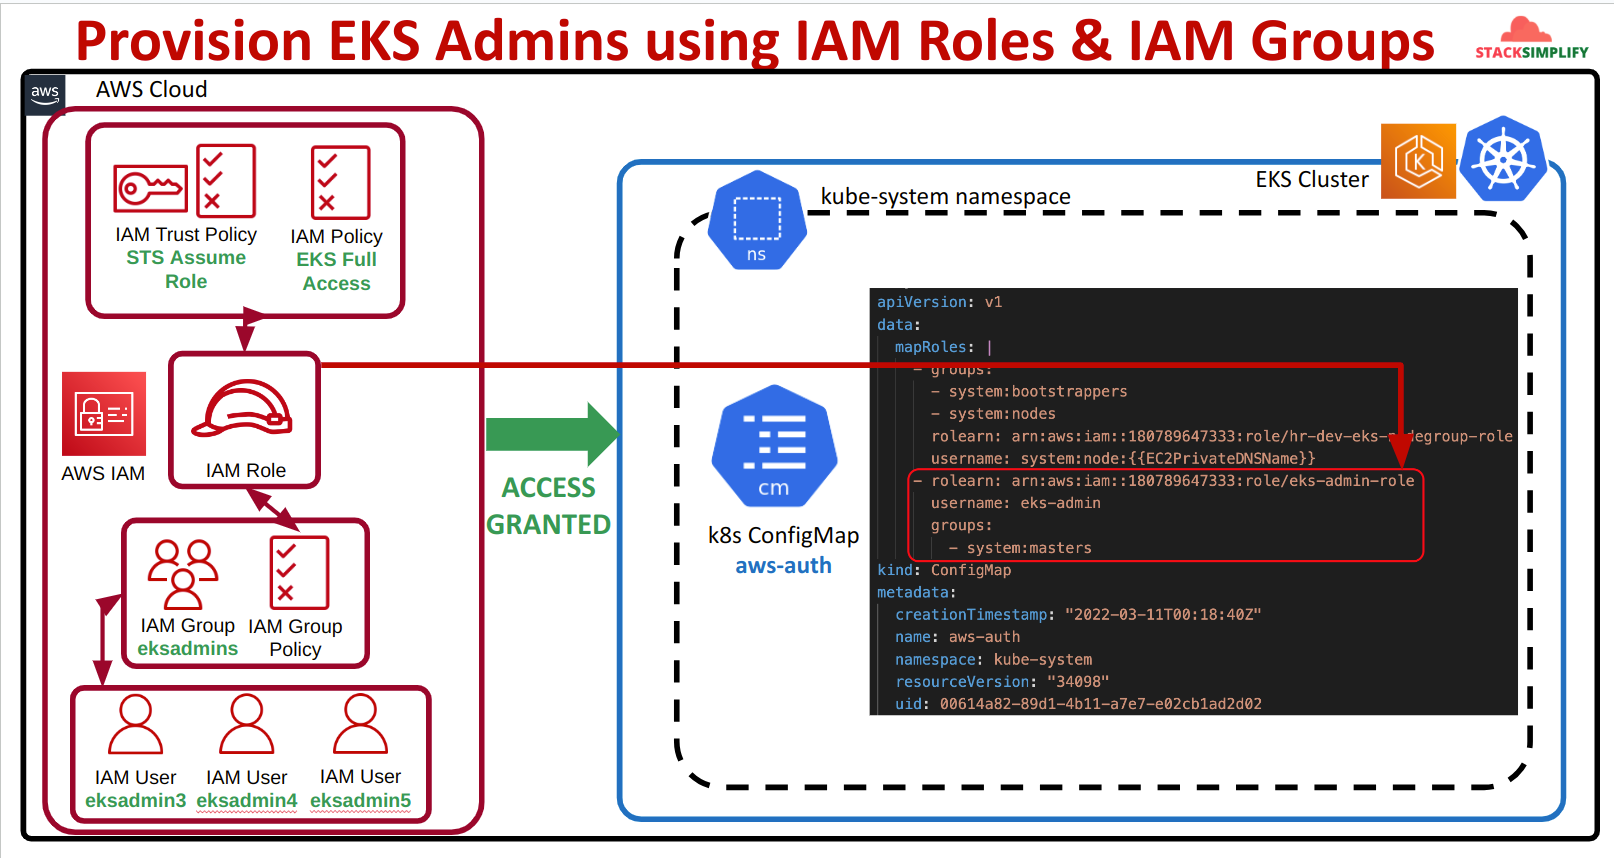 Provision EKS Admins using IAM Roles & IAM Groups
STACKSIMPLIFY
aws
AWS Cloud
IAM Trust Policy
STS Assume
Role
IAM Policy
EKS Full
Access
AWS IAM
IAM Role
IAM Group
eksadmins
IAM Group
Policy
IAM User
eksadmin3
IAM User
eksadmin4
IAM User
eksadmin5
ACCESS
GRANTED
EKS Cluster
K
kube-system namespace
ns
cm
k8s ConfigMap
aws-auth
apiVersion: v1
data:
mapRoles: |
- groups:
- system:bootstrappers
- system:nodes
rolearn: arn:aws:iam::180789647333:role/hr-dev-eks-nodegroup-role
username: system:node:{{EC2PrivateDNSName}}
- rolearn: arn:aws:iam::180789647333:role/eks-admin-role
username: eks-admin
groups:
- system:masters
kind: ConfigMap
metadata:
creationTimestamp: "2022-03-11T00:18:40Z"
name: aws-auth
namespace: kube-system
resourceVersion: "34098"
uid: 00614a82-89d1-4b11-a7e7-e02cb1ad2d02